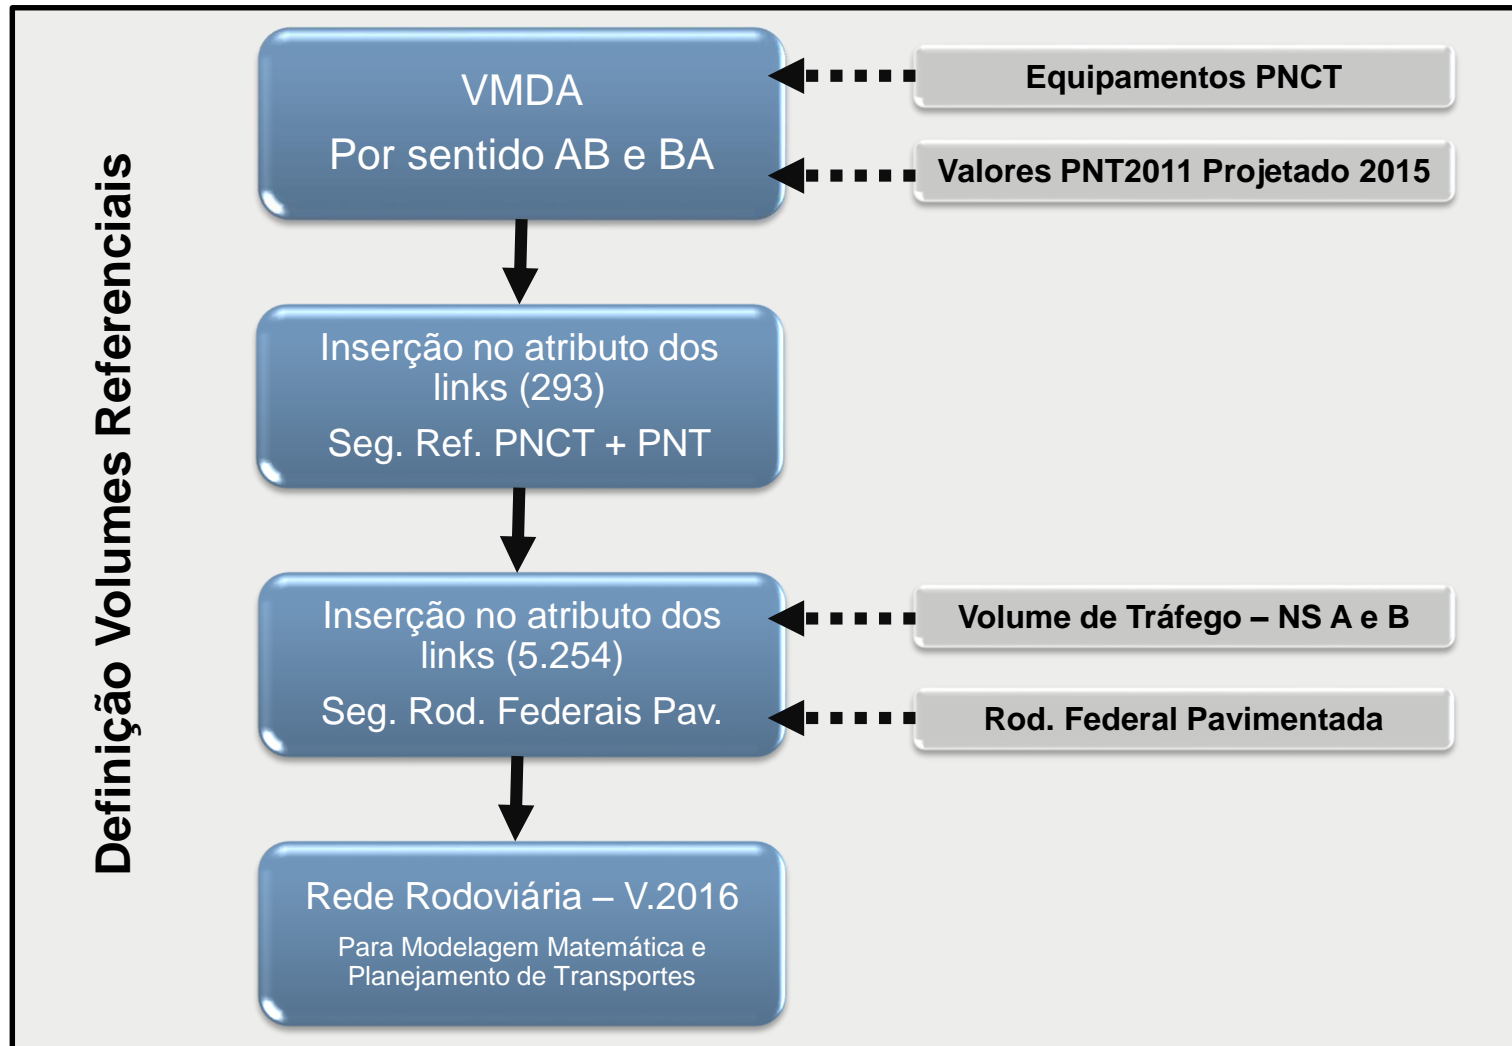 Definição Volumes Referenciais
VMDA
Por sentido AB e BA
Equipamentos PNCT
Valores PNT2011 Projetado 2015
Inserção no atributo dos
links (293)
Seg. Ref. PNCT + PNT
Inserção no atributo dos
links (5.254)
Seg. Rod. Federais Pav.
Volume de Tráfego – NS A e B
Rod. Federal Pavimentada
Rede Rodoviária – V.2016
Para Modelagem Matemática e
Planejamento de Transportes